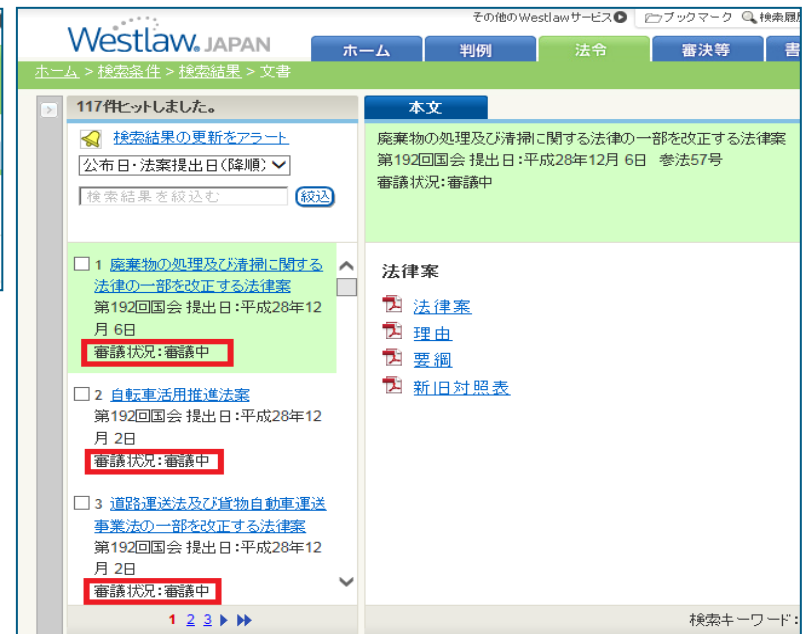 その他のWestlawサービス
ブックマーク
検索履
Westlaw. JAPAN
ホーム
判例
法令
審決等
書
ホーム > 検索条件 > 検索結果 > 文書
117件ヒットしました。
検索結果の更新をアラート
公布日・法案提出日(降順)
検索結果を絞込む
絞込
1 廃棄物の処理及び清掃に関する
法律の一部を改正する法律案
第192回国会 提出日:平成28年12
月 6日
審議状況:審議中
2 自転車活用推進法案
第192回国会 提出日:平成28年12
月 2日
審議状況:審議中
3 道路運送法及び貨物自動車運送
事業法の一部を改正する法律案
第192回国会 提出日:平成28年12
月 2日
審議状況:審議中
1 2 3
本文
廃棄物の処理及び清掃に関する法律の一部を改正する法律案
第192回国会 提出日:平成28年12月 6日 参法57号
審議状況:審議中
法律案
法律案
理由
要綱
新旧対照表
検索キーワード: